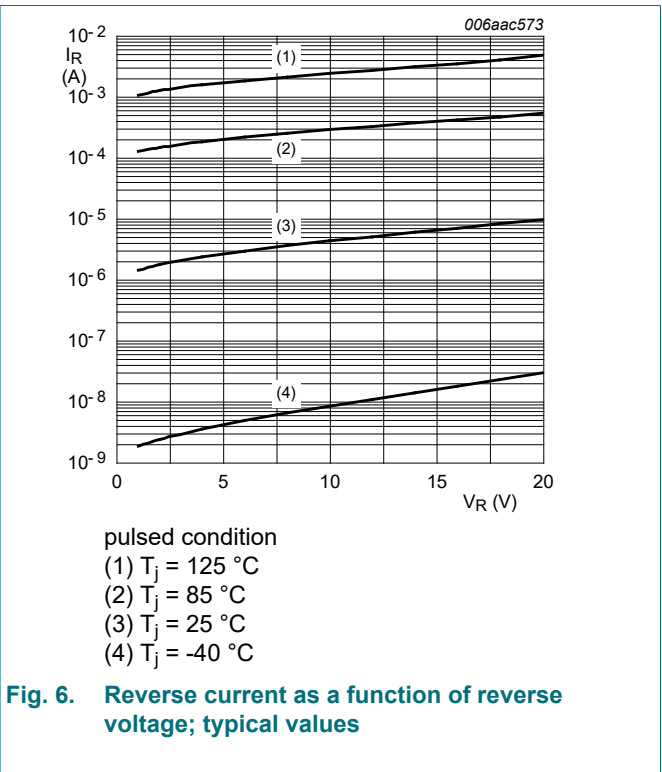 006aac573
10-2
IR
(A)
10-3
10-4
10-5
10-6
10-7
10-8
10-9
(1)
(2)
(3)
(4)
0 5 10 15 20
VR (V)
pulsed condition
(1) Tj = 125 °C
(2) Tj = 85 °C
(3) Tj = 25 °C
(4) Tj = -40 °C
Fig. 6. Reverse current as a function of reverse
voltage; typical values